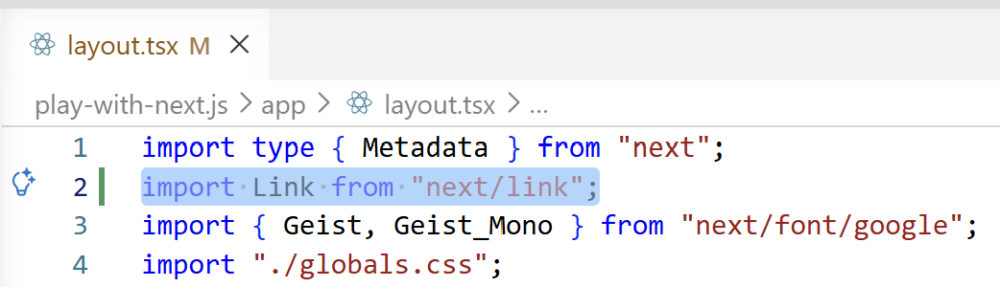 layout.tsx M
play-with-next.js > app > layout.tsx > ...
1 import type { Metadata } from "next";
2 import Link from "next/link";
3 import { Geist, Geist_Mono } from "next/font/google";
4 import "./globals.css";